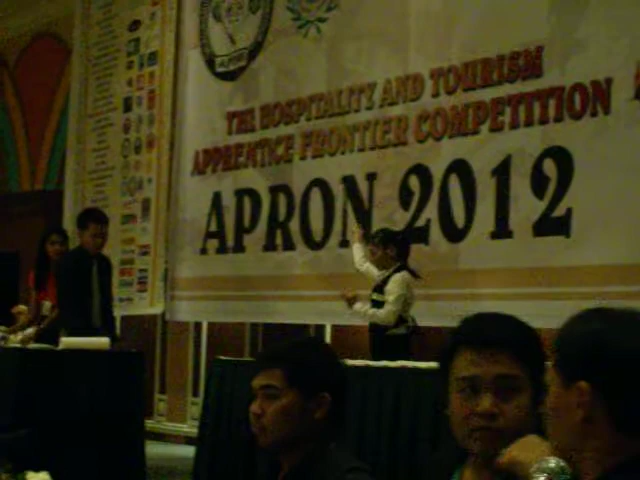 THE HOSPITALITY AND TOURISM
APPRENTICE FRONTIER COMPETITION
APRON 2012